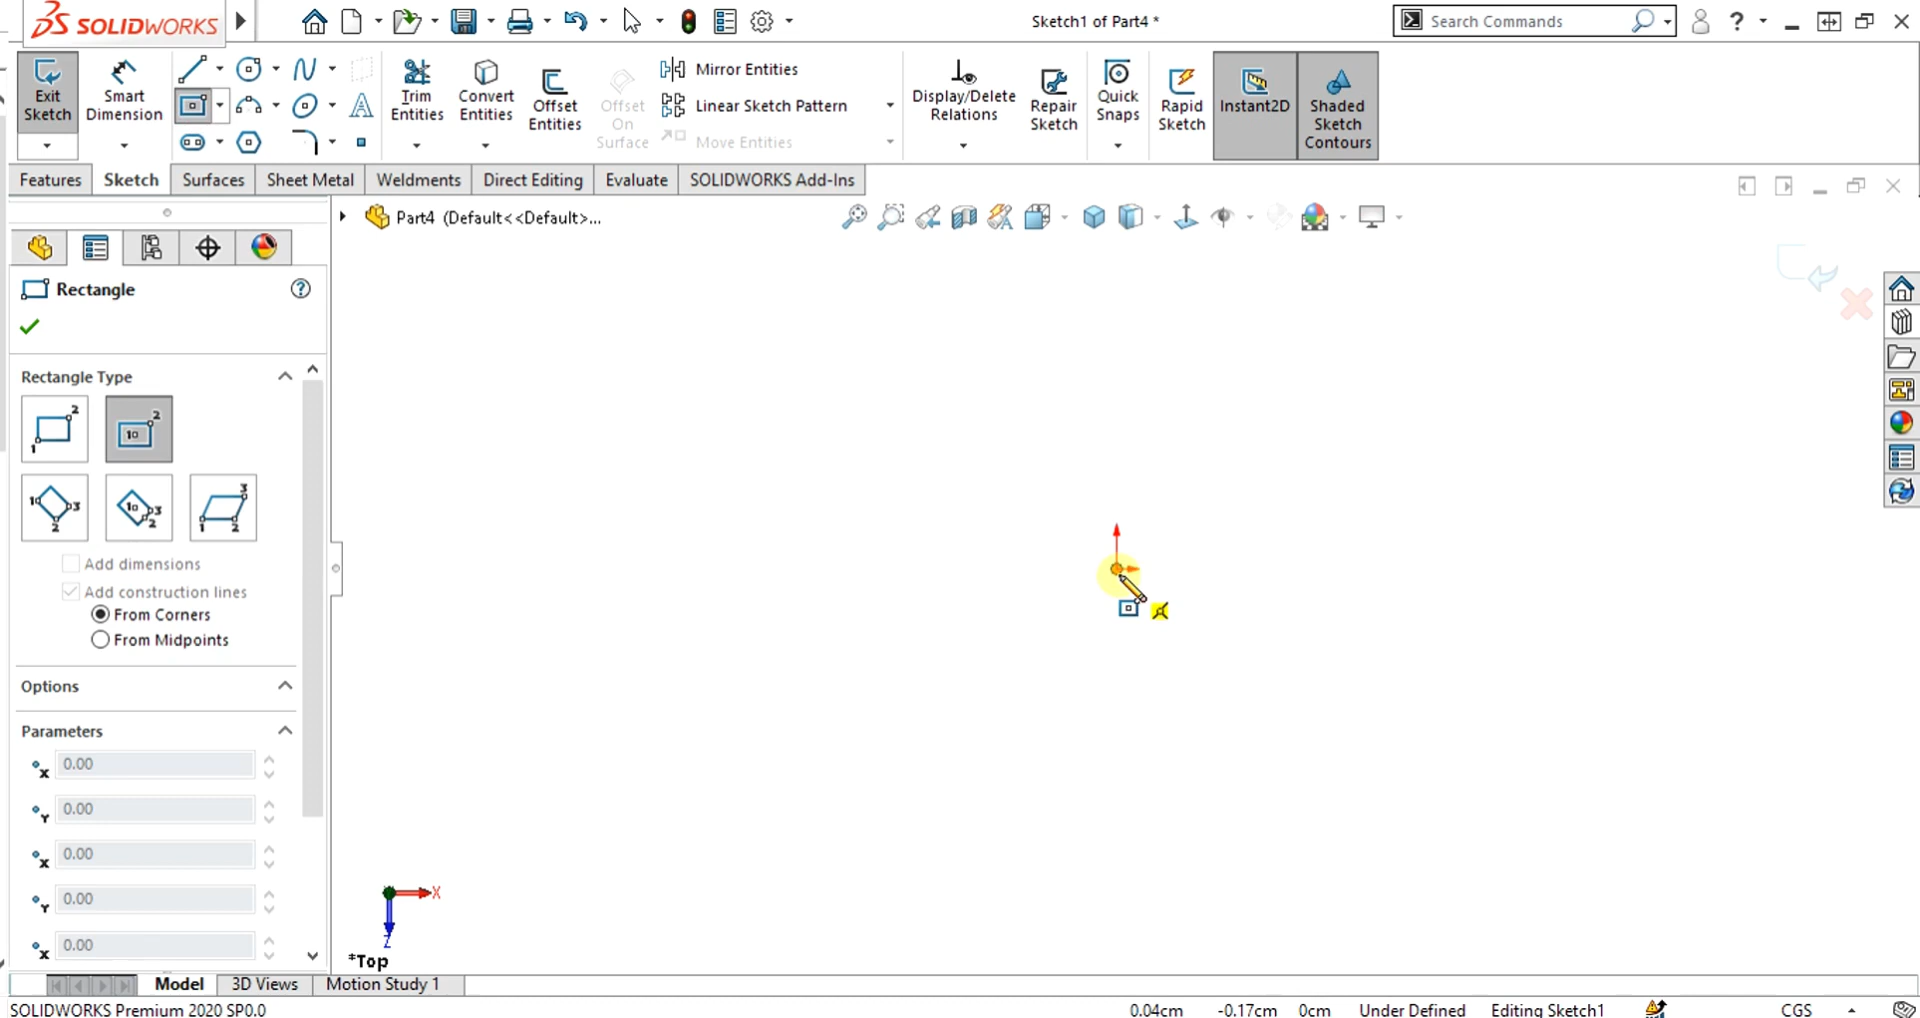 SOLIDWORKS
Sketch1 of Part4 *
Search Commands
?
Exit Sketch
Smart Dimension
Trim Entities
Convert Entities
Offset Entities
Offset On Surface
Mirror Entities
Linear Sketch Pattern
Move Entities
Display/Delete Relations
Repair Sketch
Quick Snaps
Rapid Sketch
Instant2D
Shaded Sketch Contours
Features
Sketch
Surfaces
Sheet Metal
Weldments
Direct Editing
Evaluate
SOLIDWORKS Add-Ins
Part4 (Default<<Default>...
Rectangle
?
Rectangle Type
Add dimensions
Add construction lines
From Corners
From Midpoints
Options
Parameters
X 0.00
Y 0.00
X 0.00
Y 0.00
X 0.00
X
Z
*Top
Model
3D Views
Motion Study 1
SOLIDWORKS Premium 2020 SP0.0
0.04cm
-0.17cm
0cm
Under Defined
Editing Sketch1
CGS